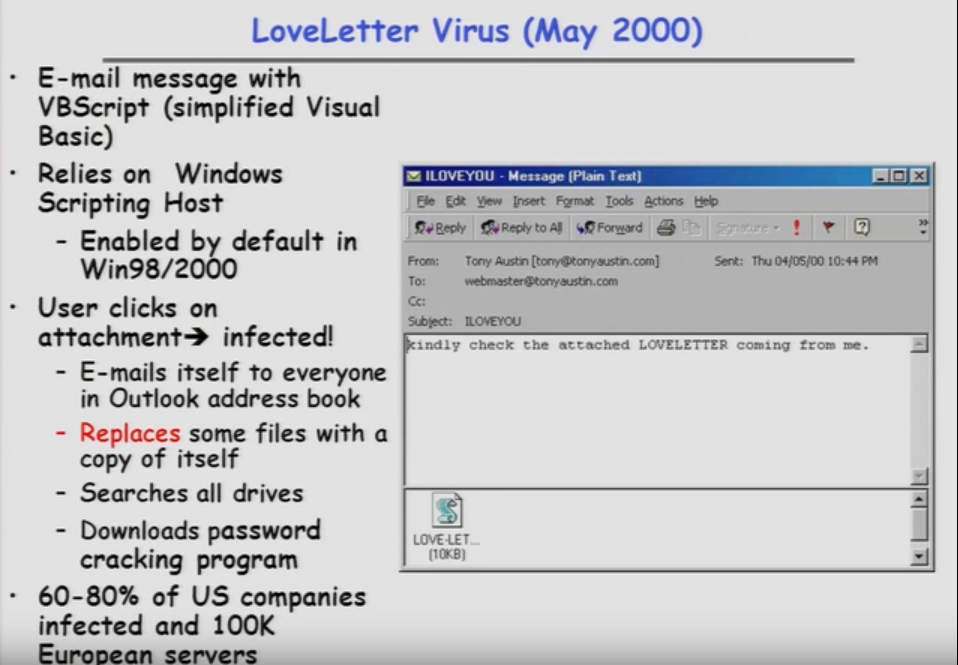 LoveLetter Virus (May 2000)
• E-mail message with
VBScript (simplified Visual
Basic)
• Relies on Windows
Scripting Host
- Enabled by default in
Win98/2000
• User clicks on
attachment➔ infected!
- E-mails itself to everyone
in Outlook address book
- Replaces some files with a
copy of itself
- Searches all drives
- Downloads password
cracking program
• 60-80% of US companies
infected and 100K
European servers
ILOVEYOU - Message (Plain Text)
File Edit View Insert Format Tools Actions Help
Reply Reply to All Forward Signature
From: Tony Austin [tony@tonyaustin.com] Sent: Thu 04/05/00 10:44 PM
To: webmaster@tonyaustin.com
Cc:
Subject: ILOVEYOU
kindly check the attached LOVELETTER coming from me.
LOVE-LET...
(10KB)